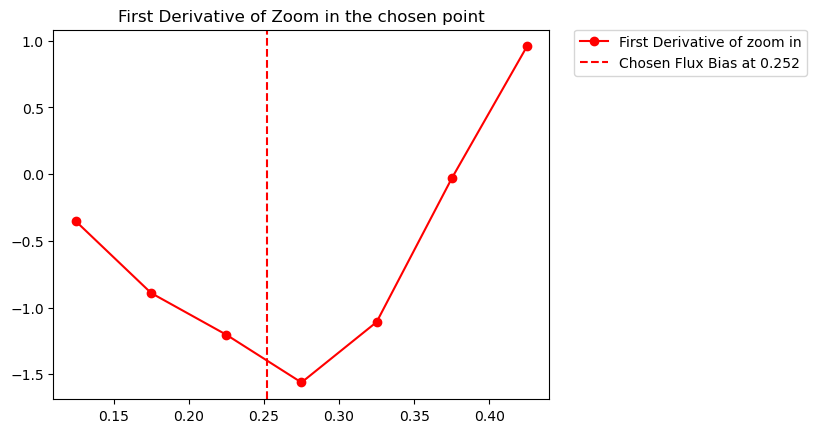 First Derivative of Zoom in the chosen point
1.0
0.5
0.0
−0.5
−1.0
−1.5
0.15 0.20 0.25 0.30 0.35 0.40
First Derivative of zoom in
Chosen Flux Bias at 0.252